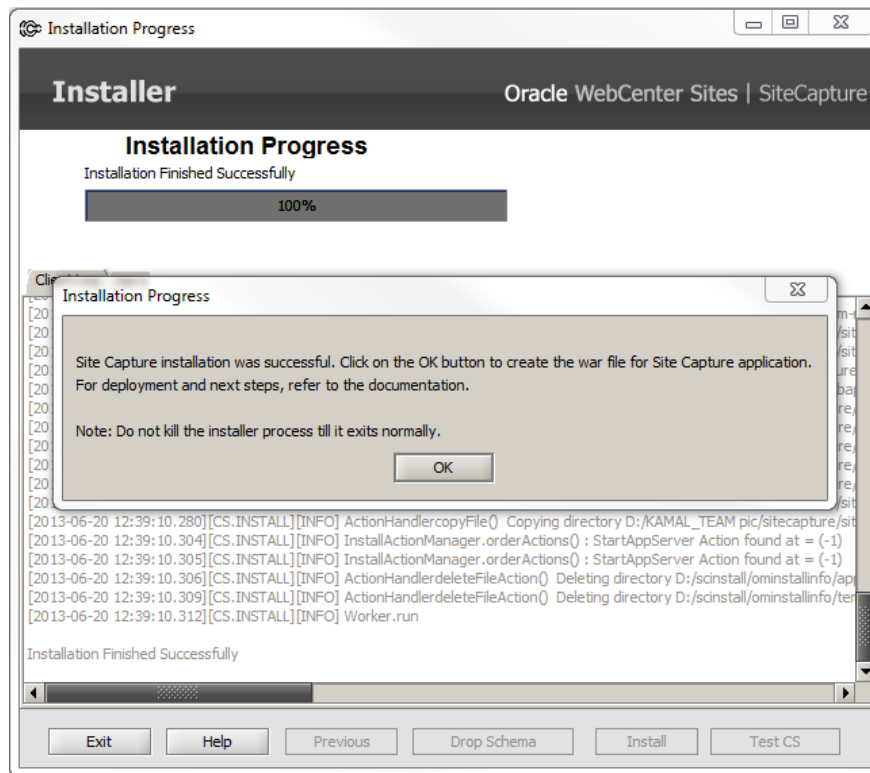 Installation Progress
Installer
Oracle WebCenter Sites | SiteCapture
Installation Progress
Installation Finished Successfully
100%
Installation Progress
Site Capture installation was successful. Click on the OK button to create the war file for Site Capture application.
For deployment and next steps, refer to the documentation.
Note: Do not kill the installer process till it exits normally.
OK
[2013-06-20 12:39:10.280][CS.INSTALL][INFO] ActionHandlercopyFile() Copying directory D:/KAMAL_TEAM pic/sitecapture/sit
[2013-06-20 12:39:10.304][CS.INSTALL][INFO] InstallActionManager.orderActions() : StartAppServer Action found at = (-1)
[2013-06-20 12:39:10.305][CS.INSTALL][INFO] InstallActionManager.orderActions() : StartAppServer Action found at = (-1)
[2013-06-20 12:39:10.306][CS.INSTALL][INFO] ActionHandlerdeleteFileAction() Deleting directory D:/scinstall/ominstallinfo/app
[2013-06-20 12:39:10.309][CS.INSTALL][INFO] ActionHandlerdeleteFileAction() Deleting directory D:/scinstall/ominstallinfo/ter
[2013-06-20 12:39:10.312][CS.INSTALL][INFO] Worker.run
Installation Finished Successfully
Exit Help Previous Drop Schema Install Test CS